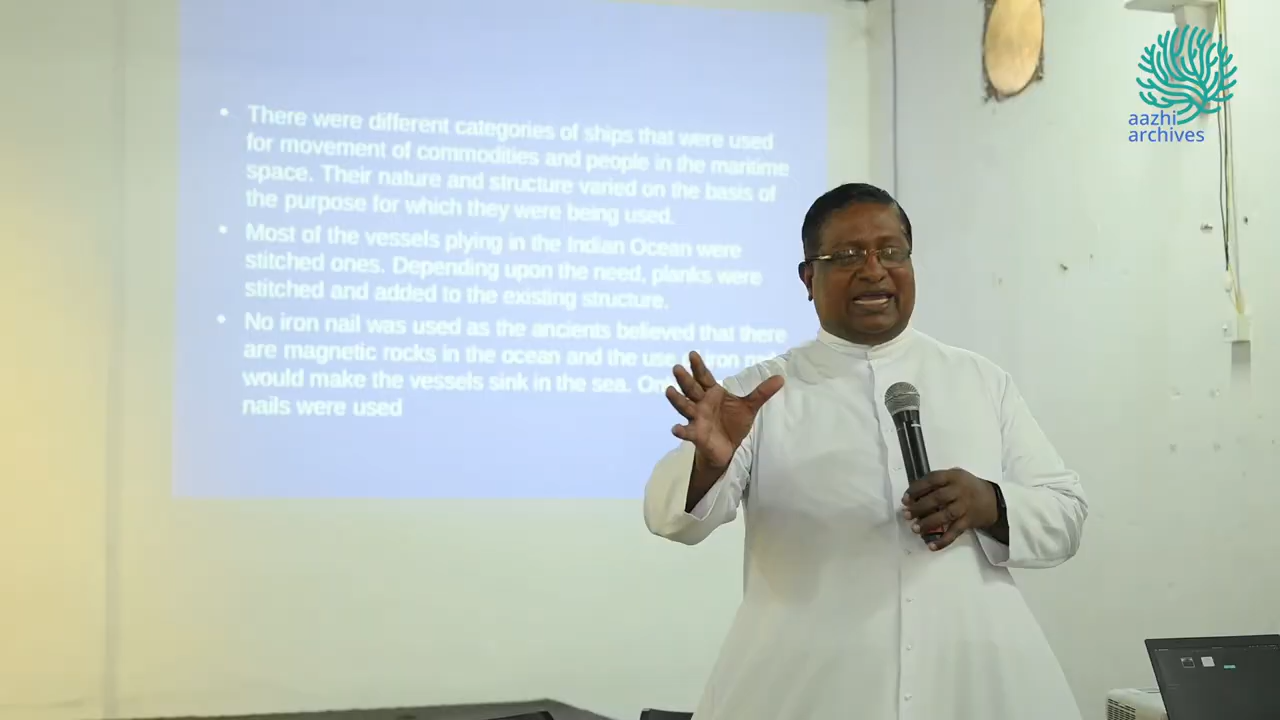 There were different categories of ships that were used
for movement of commodities and people in the maritime
space. Their nature and structure varied on the basis of
the purpose for which they were being used.
Most of the vessels plying in the Indian Ocean were
stitched ones. Depending upon the need, planks were
stitched and added to the existing structure.
No iron nail was used as the ancients believed that there
are magnetic rocks in the ocean and the use
would make the vessels sink in the sea.
nails were used
aazhi
archives